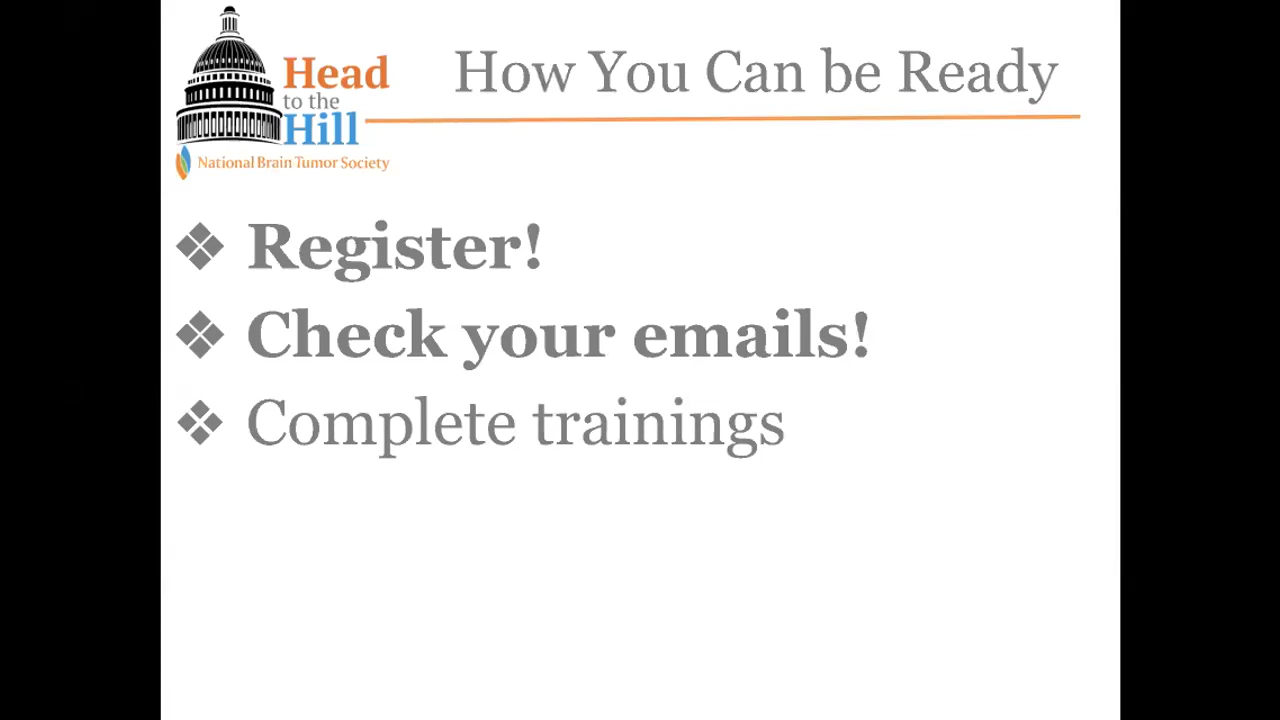 Head
to the
Hill
National Brain Tumor Society
How You Can be Ready
❖ Register!
❖ Check your emails!
❖ Complete trainings